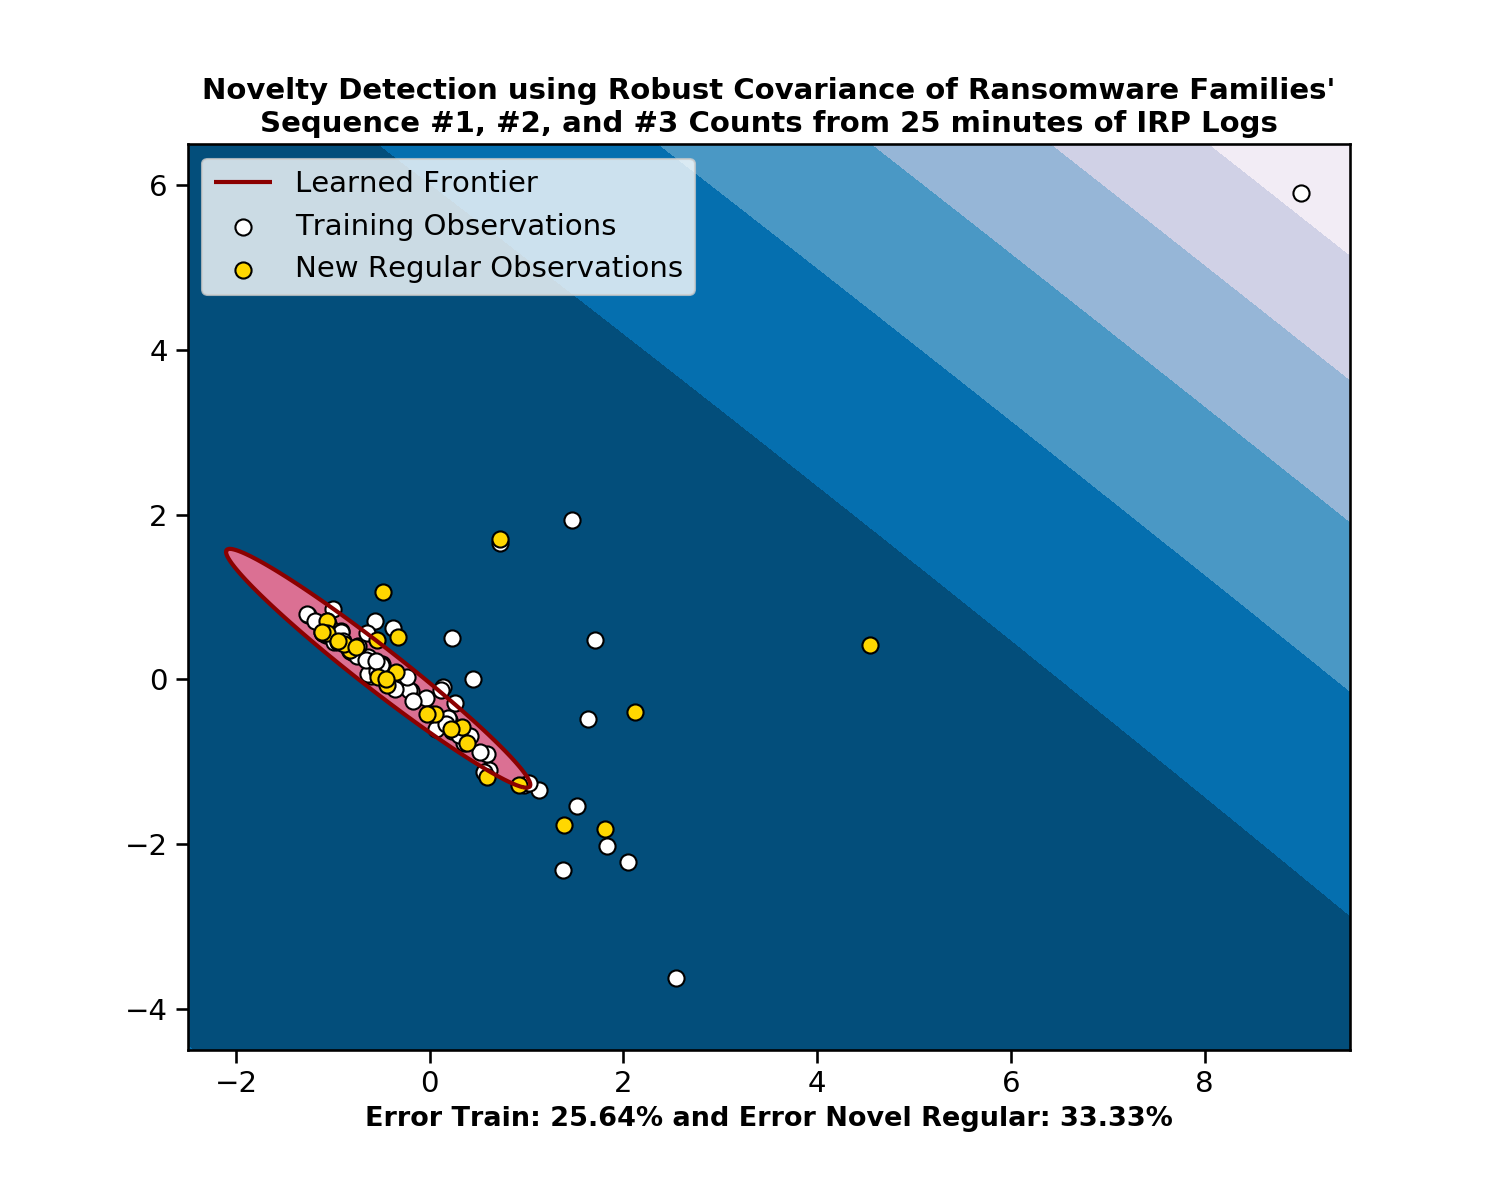 Novelty Detection using Robust Covariance of Ransomware Families'
Sequence #1, #2, and #3 Counts from 25 minutes of IRP Logs
Learned Frontier
Training Observations
New Regular Observations
6
4
2
0
−2
−4
−2 0 2 4 6 8
Error Train: 25.64% and Error Novel Regular: 33.33%